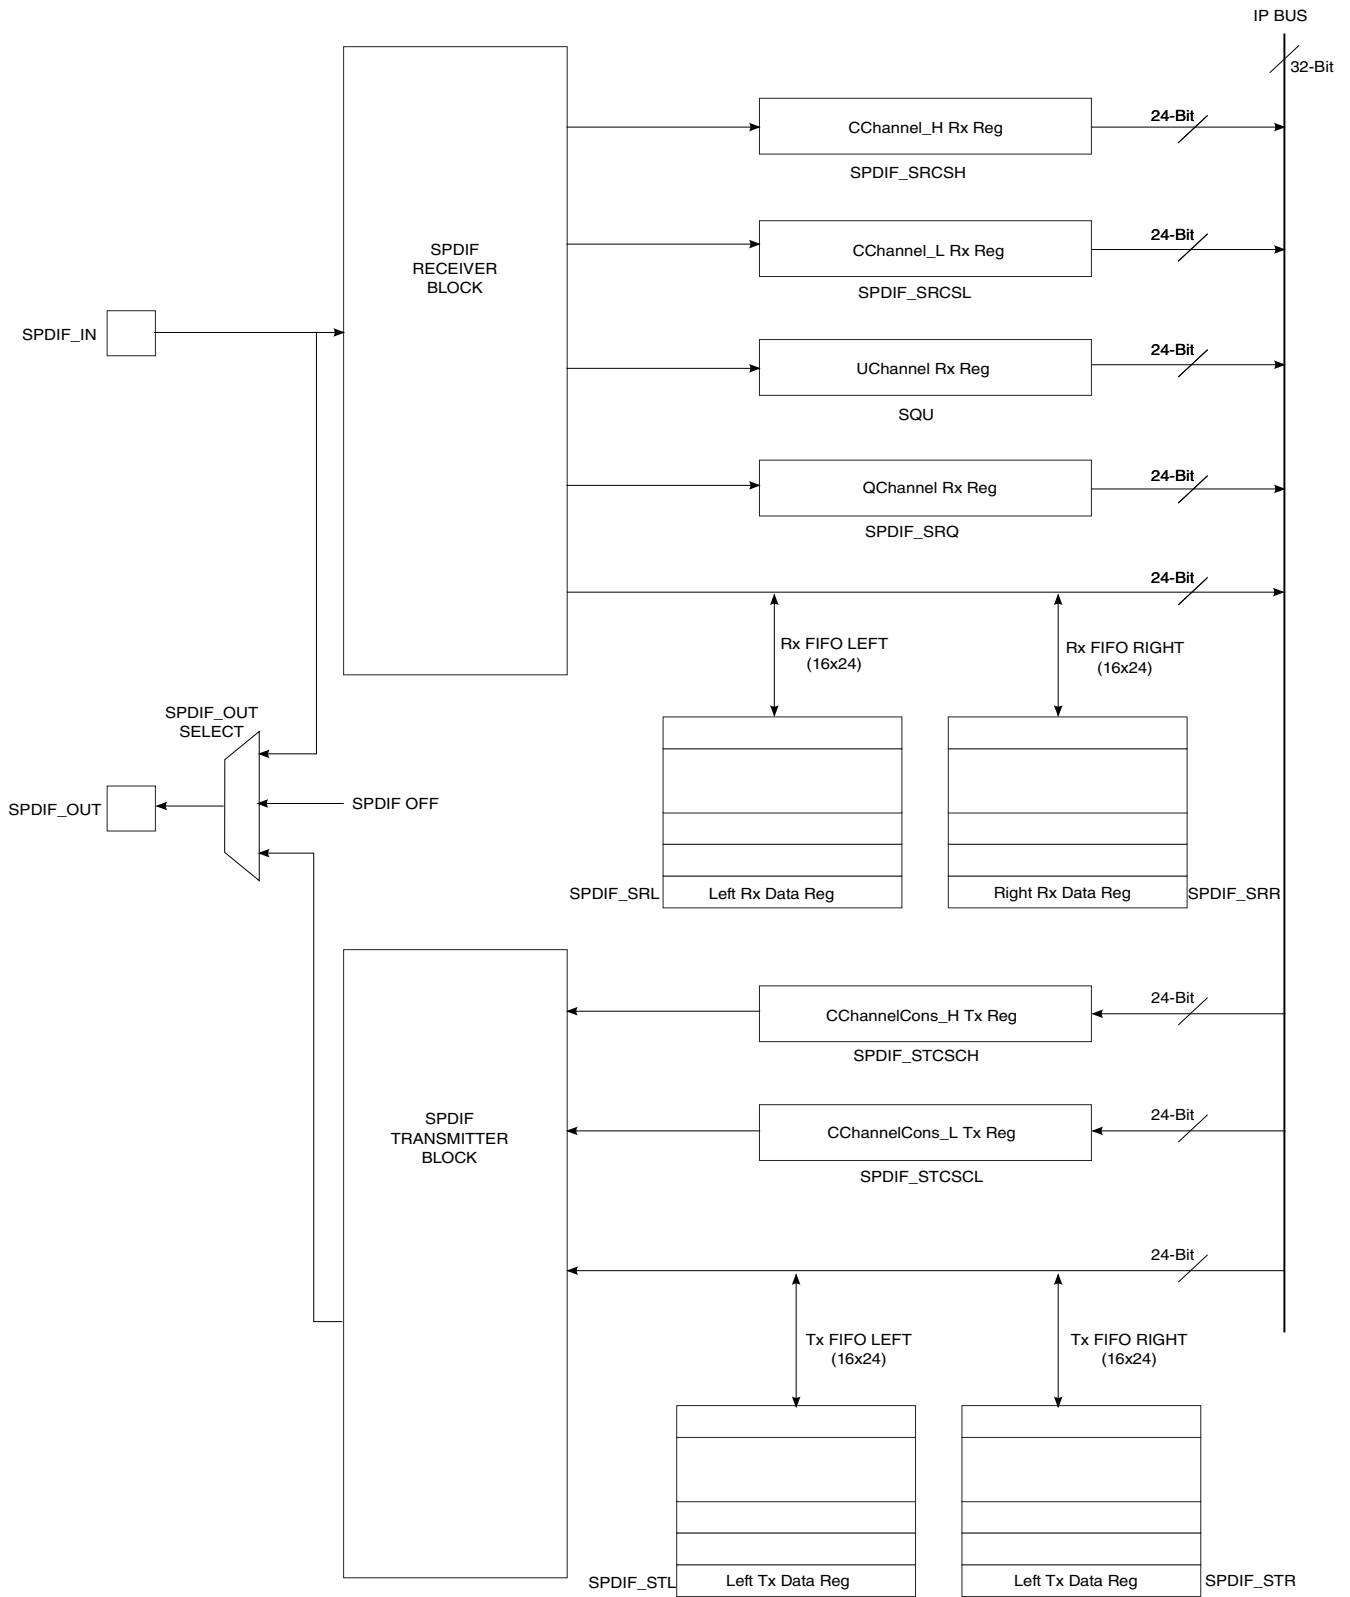 IP BUS
32-Bit
24-Bit
CChannel_H Rx Reg
SPDIF_SRCSH
24-Bit
SPDIF
RECEIVER
BLOCK
CChannel_L Rx Reg
SPDIF_SRCSL
SPDIF_IN
24-Bit
UChannel Rx Reg
SQU
24-Bit
QChannel Rx Reg
SPDIF_SRQ
24-Bit
Rx FIFO LEFT
(16x24)
Rx FIFO RIGHT
(16x24)
SPDIF_OUT
SELECT
SPDIF_OUT
SPDIF OFF
SPDIF_SRL
Left Rx Data Reg
Right Rx Data Reg
SPDIF_SRR
24-Bit
CChannelCons_H Tx Reg
SPDIF_STCSCH
SPDIF
TRANSMITTER
BLOCK
24-Bit
CChannelCons_L Tx Reg
SPDIF_STCSCL
24-Bit
Tx FIFO LEFT
(16x24)
Tx FIFO RIGHT
(16x24)
SPDIF_STL
Left Tx Data Reg
Left Tx Data Reg
SPDIF_STR